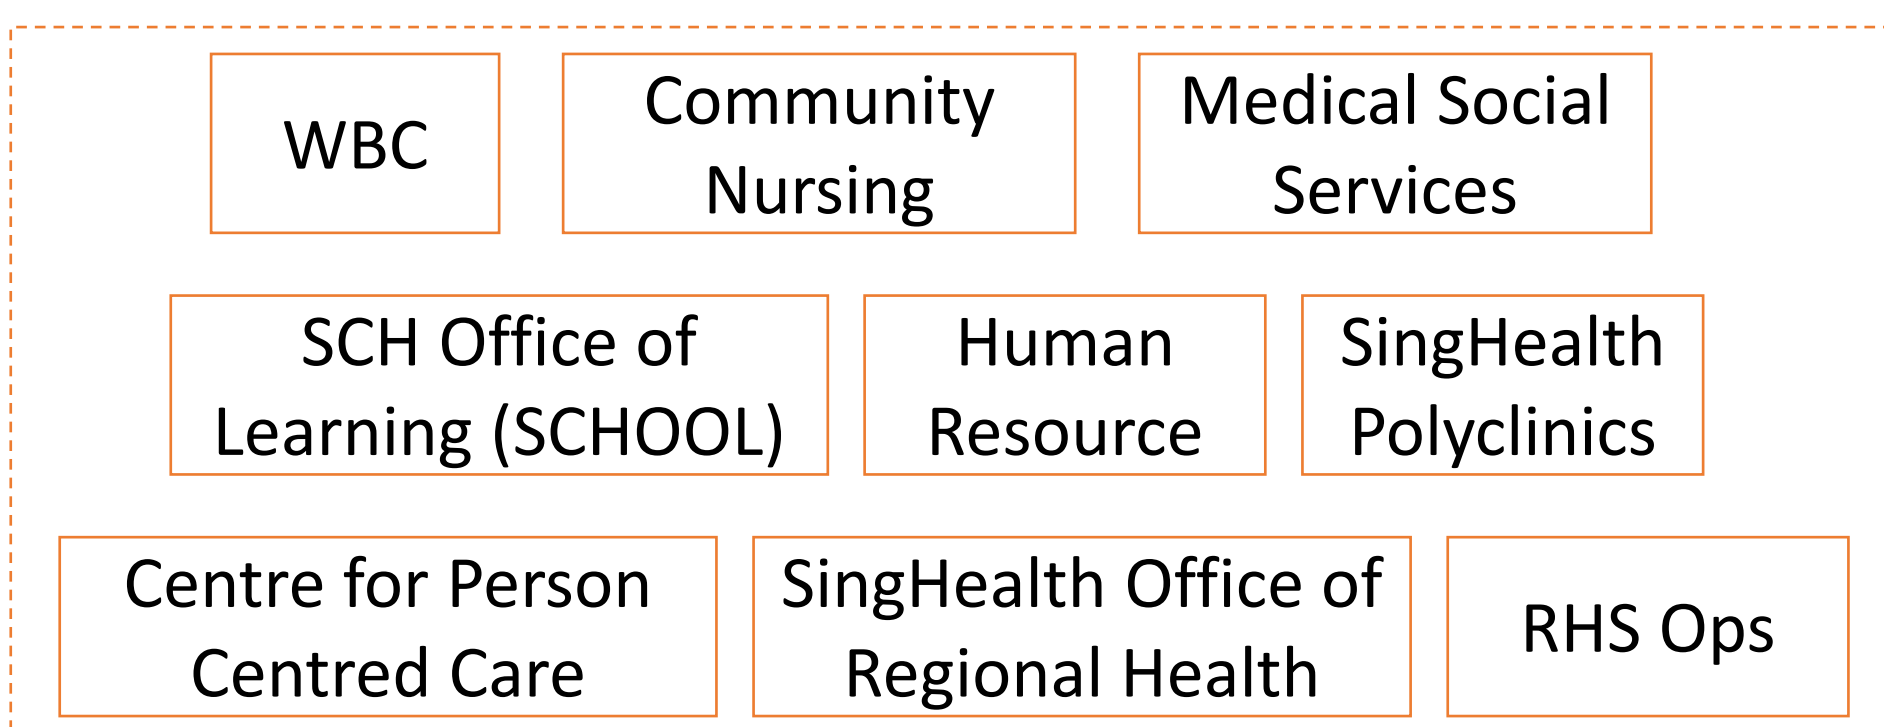 WBC
Community
Nursing
Medical Social
Services
SCH Office of
Learning (SCHOOL)
Human
Resource
SingHealth
Polyclinics
Centre for Person
Centred Care
SingHealth Office of
Regional Health
RHS Ops